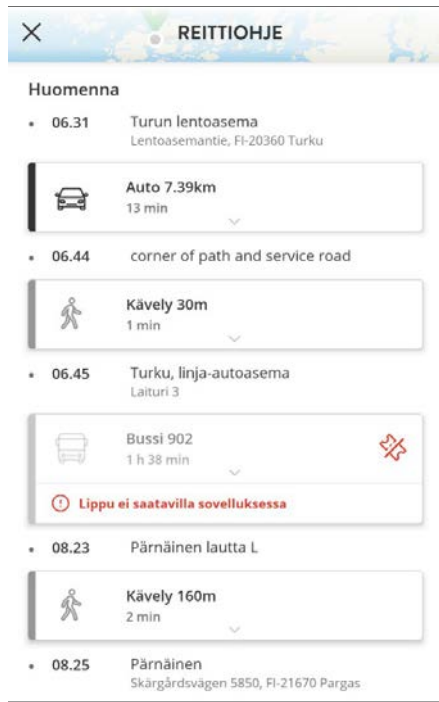 REITTIOHJE
Huomenna
06.31 Turun lentoasema
Lentoasemantie, FI-20360 Turku
Auto 7.39km
13 min
06.44 corner of path and service road
Kävely 30m
1 min
06.45 Turku, linja-autoasema
Laituri 3
Bussi 902
1 h 38 min
Lippu ei saatavilla sovelluksessa
08.23 Pärnäinen lautta L
Kävely 160m
2 min
08.25 Pärnäinen
Skärgårdsvägen 5850, FI-21670 Pargas